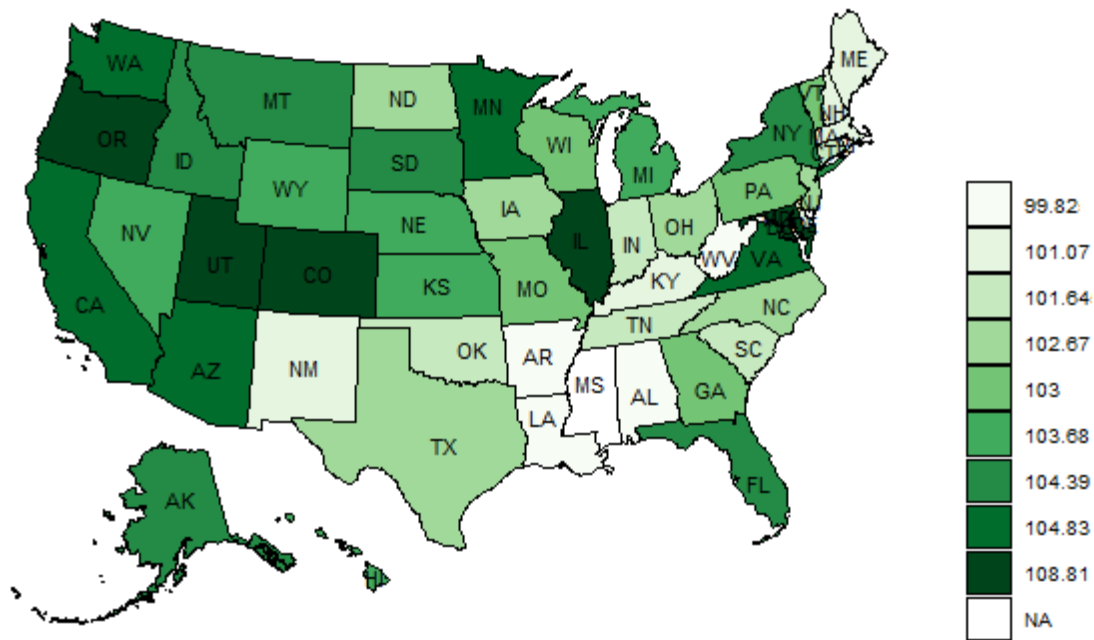 WA
MT
ND
MN
ME
VT
NH
OR
ID
SD
WI
NY
MI
WY
IA
PA
NE
NV
UT
CO
IL
IN
OH
WV
VA
KS
MO
KY
CA
NC
TN
OK
AZ
NM
AR
SC
MS
AL
GA
LA
TX
FL
AK
HI
99.82
101.07
101.64
102.67
103
103.68
104.39
104.83
108.81
NA